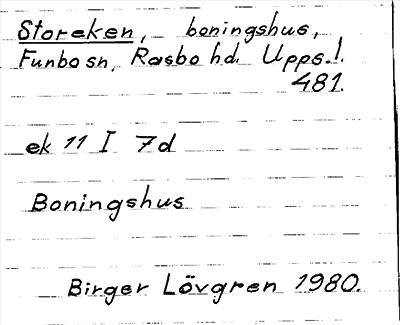 Storeken, boningshus,
Funbo sn, Rasbo hd. Upps.l.
481.
ek 11 I 7d
Boningshus
Birger Lövgren 1980.